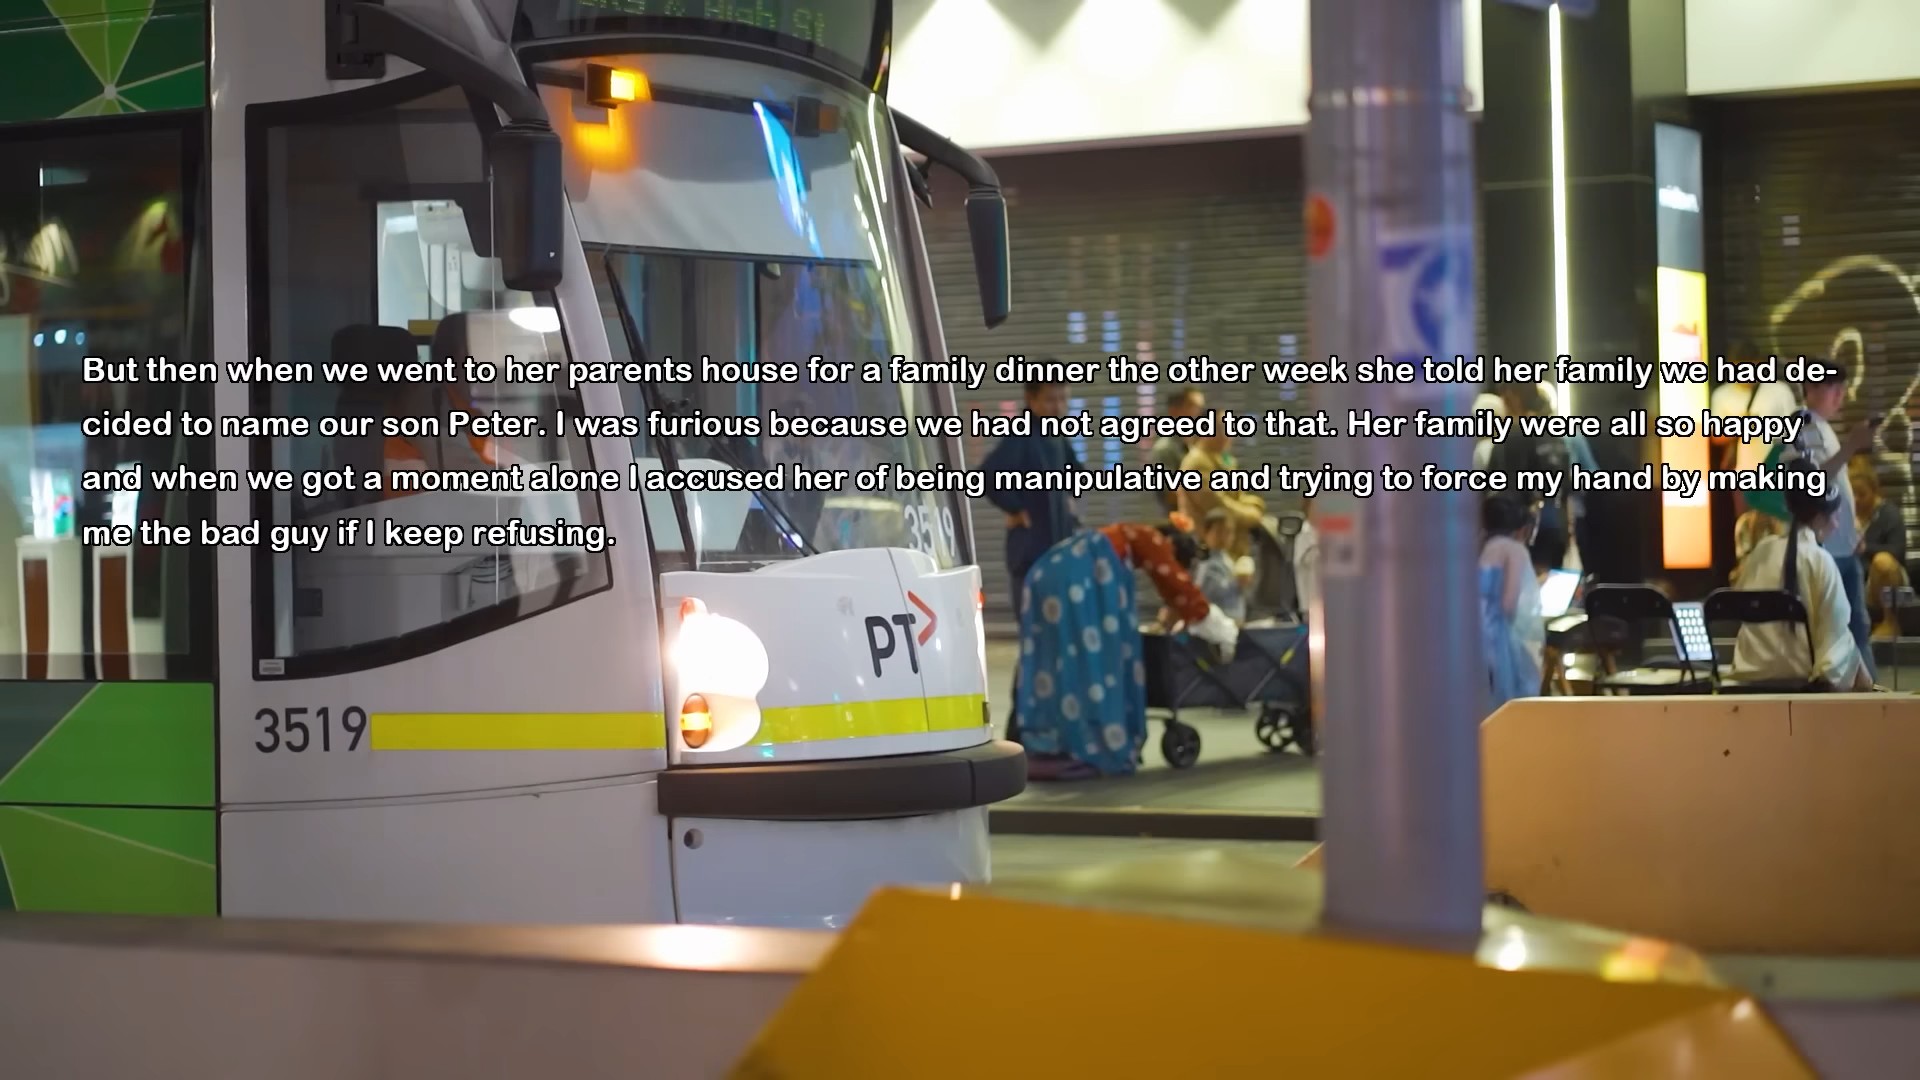 & High St
But then when we went to her parents house for a family dinner the other week she told her family we had de-
cided to name our son Peter. I was furious because we had not agreed to that. Her family were all so happy
and when we got a moment alone I accused her of being manipulative and trying to force my hand by making
me the bad guy if I keep refusing.
3519
PT>
3519